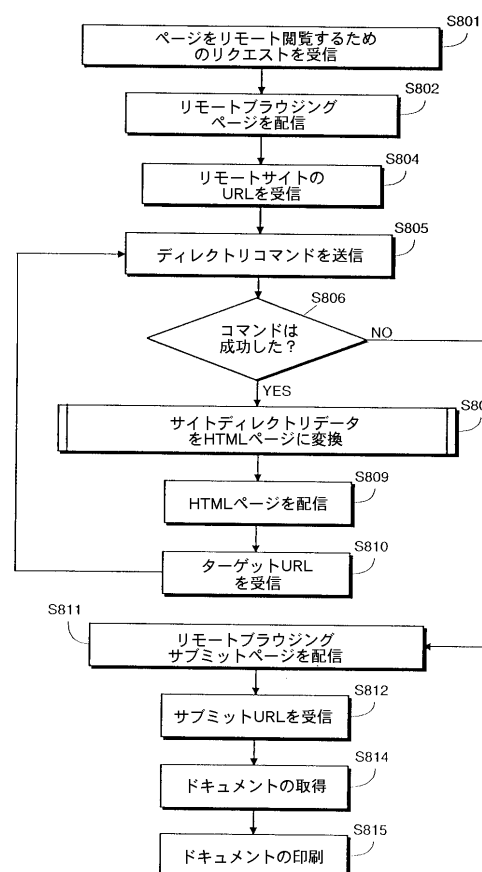 S801
ページをリモート閲覧するため
のリクエストを受信
S802
リモートブラウジング
ページを配信
S804
リモートサイトの
URLを受信
S805
ディレクトリコマンドを送信
S806
コマンドは
成功した?
NO
YES
サイトディレクトリデータ
をHTMLページに変換
S809
HTMLページを配信
S810
ターゲットURL
を受信
S811
リモートブラウジング
サブミットページを配信
S812
サブミットURLを受信
S814
ドキュメントの取得
S815
ドキュメントの印刷